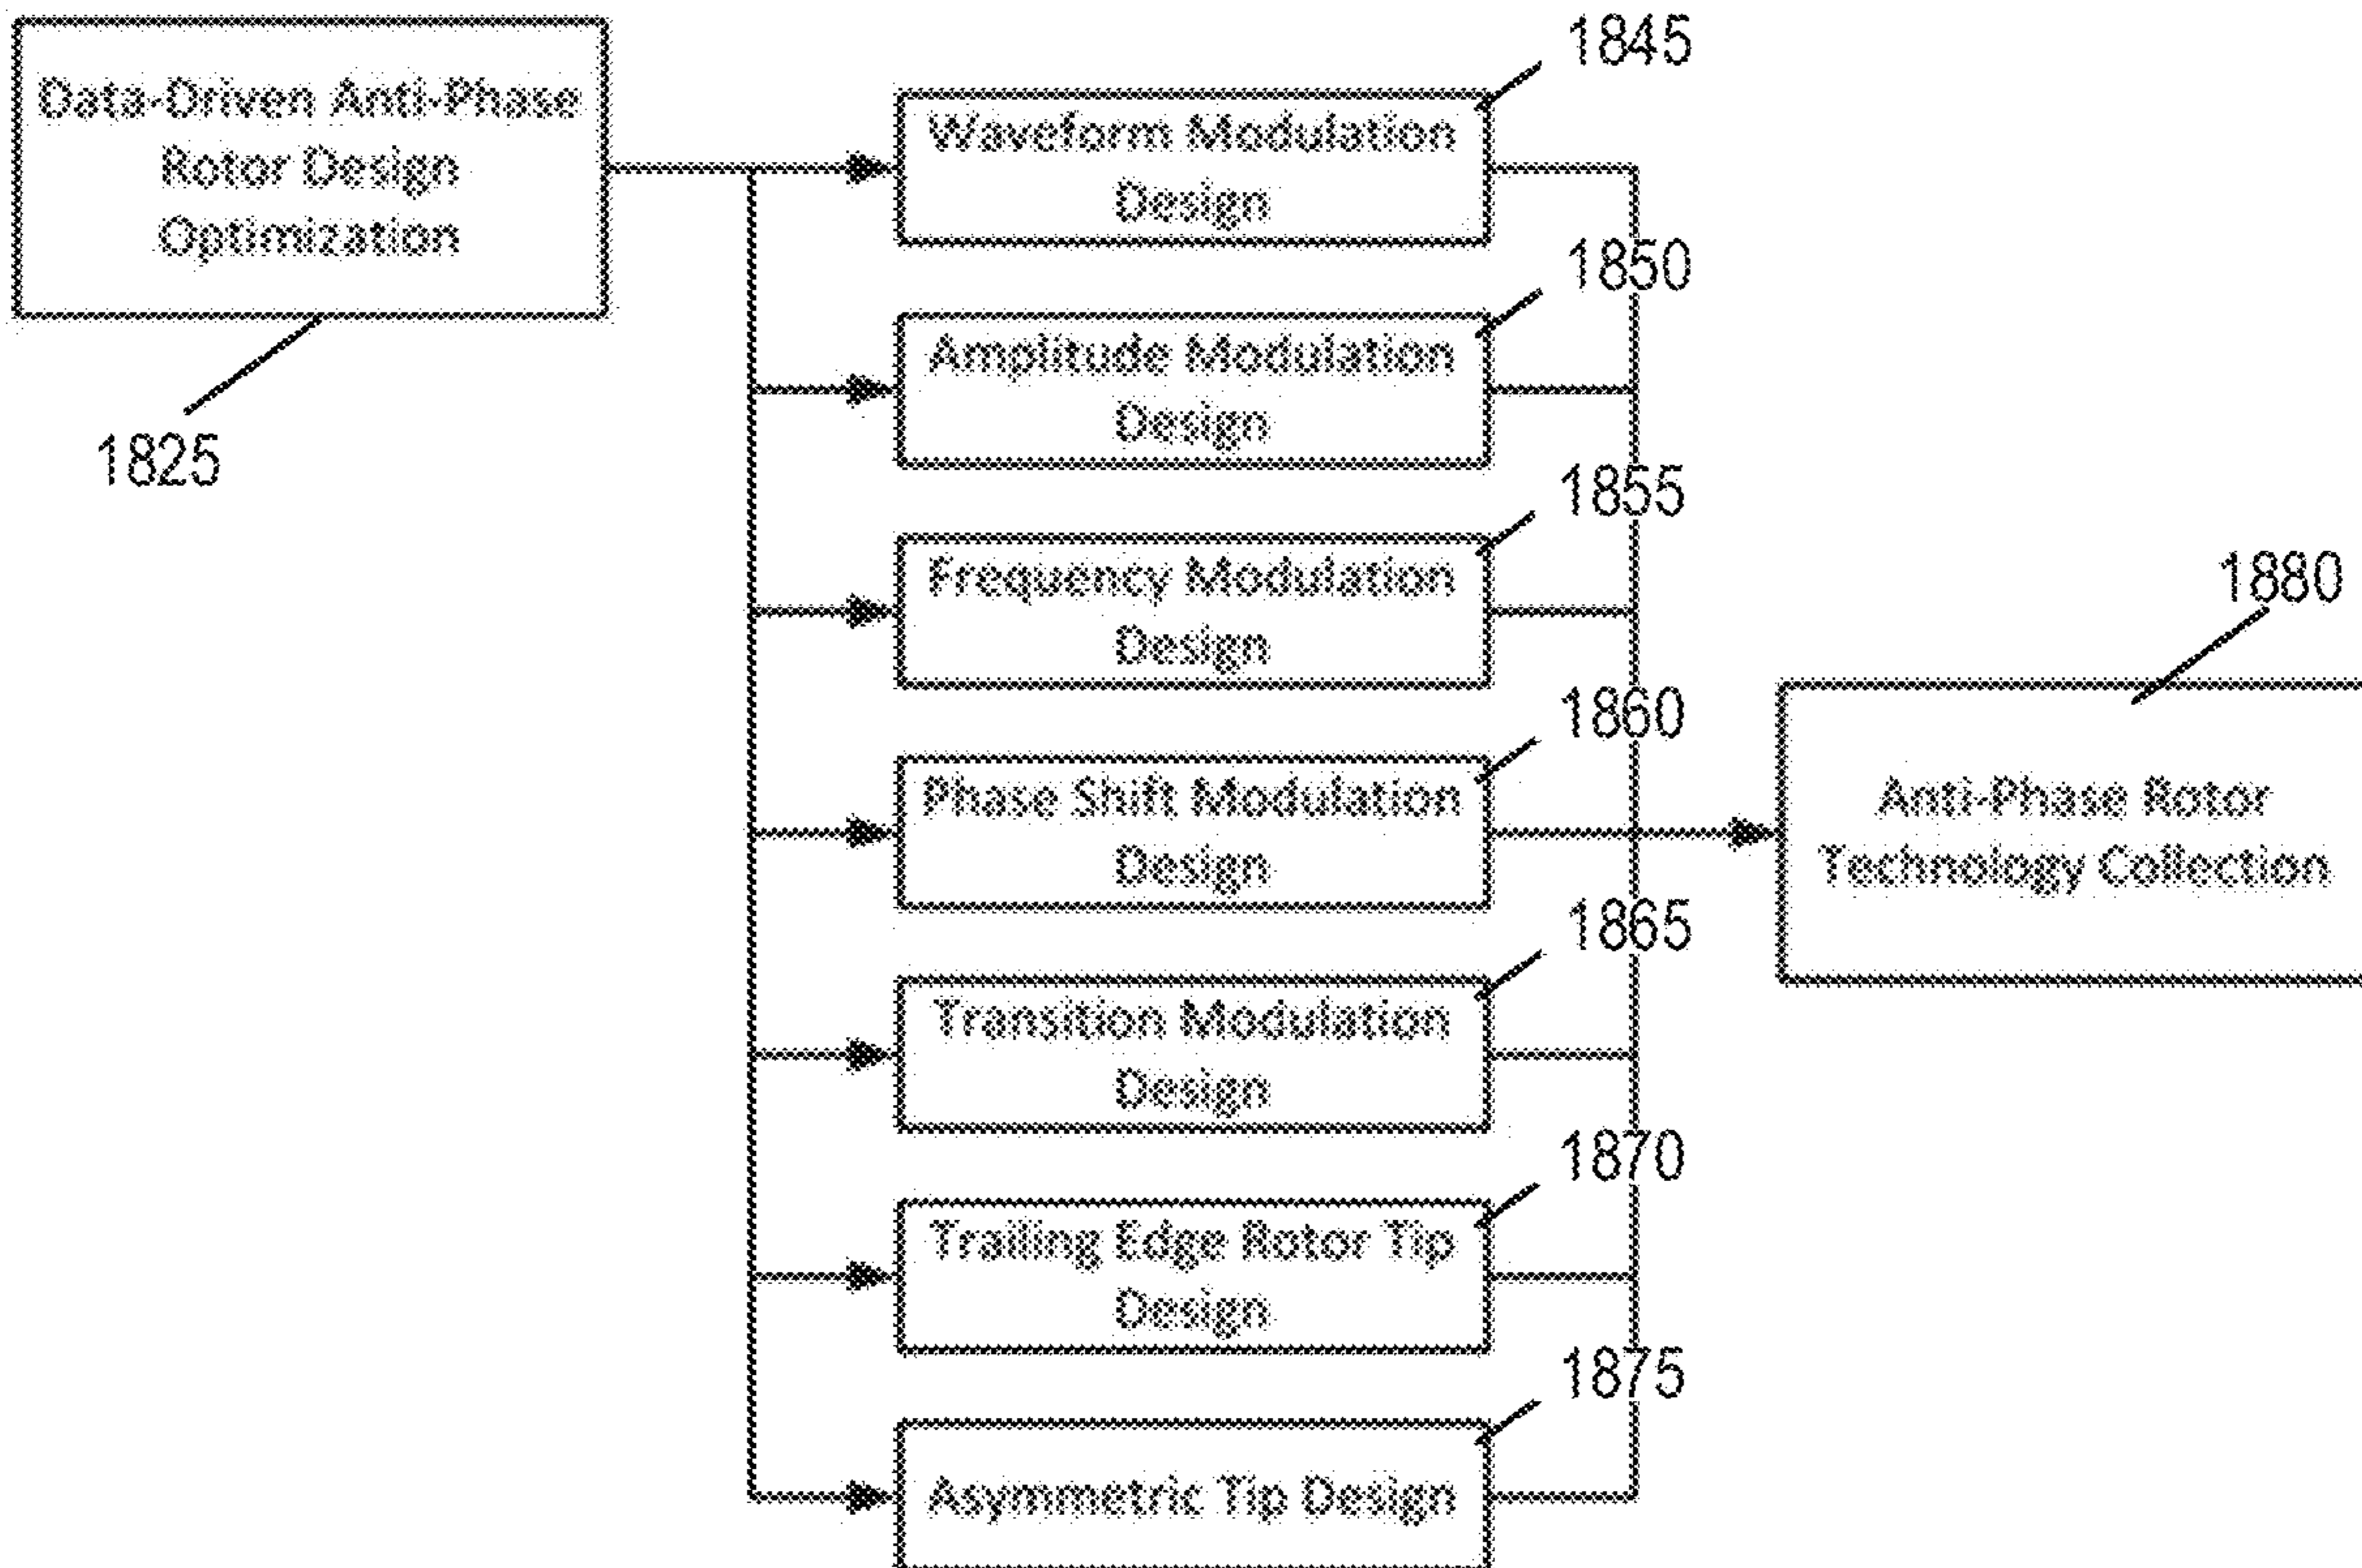 Data-Driven Anti-Phase
Rotor Design
Optimization
1825
1845
Waveform Modulation
Design
1850
Amplitude Modulation
Design
1855
Frequency Modulation
Design
1860
Phase Shift Modulation
Design
1865
Transition Modulation
Design
1870
Trailing Edge Rotor Tip
Design
1875
Asymmetric Tip Design
1880
Anti-Phase Rotor
Technology Collection